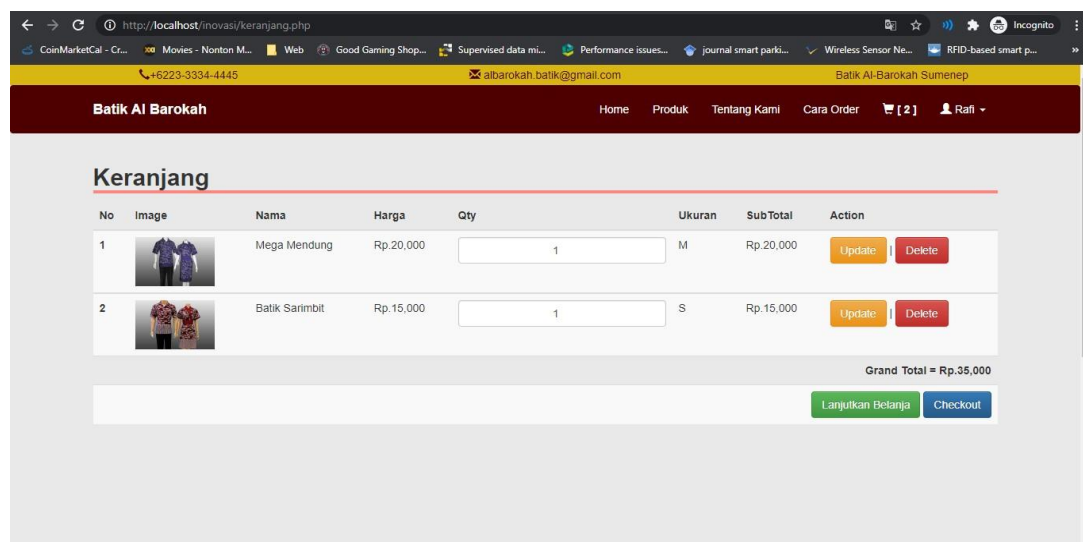 http://localhost/inovasi/keranjang.php Incognito
CoinMarketCal - Cr... Movies - Nonton M... Web Good Gaming Shop... Supervised data mi... Performance issues... journal smart parki... Wireless Sensor Ne... RFID-based smart p... »
+6223-3334-4445 albarokah.batik@gmail.com Batik Al-Barokah Sumenep
Batik Al Barokah Home Produk Tentang Kami Cara Order [ 2 ] Rafi
Keranjang
No Image Nama Harga Qty Ukuran SubTotal Action
1 Mega Mendung Rp.20,000 1 M Rp.20,000 Update | Delete
2 Batik Sarimbit Rp.15,000 1 S Rp.15,000 Update | Delete
Grand Total = Rp.35,000
Lanjutkan Belanja Checkout